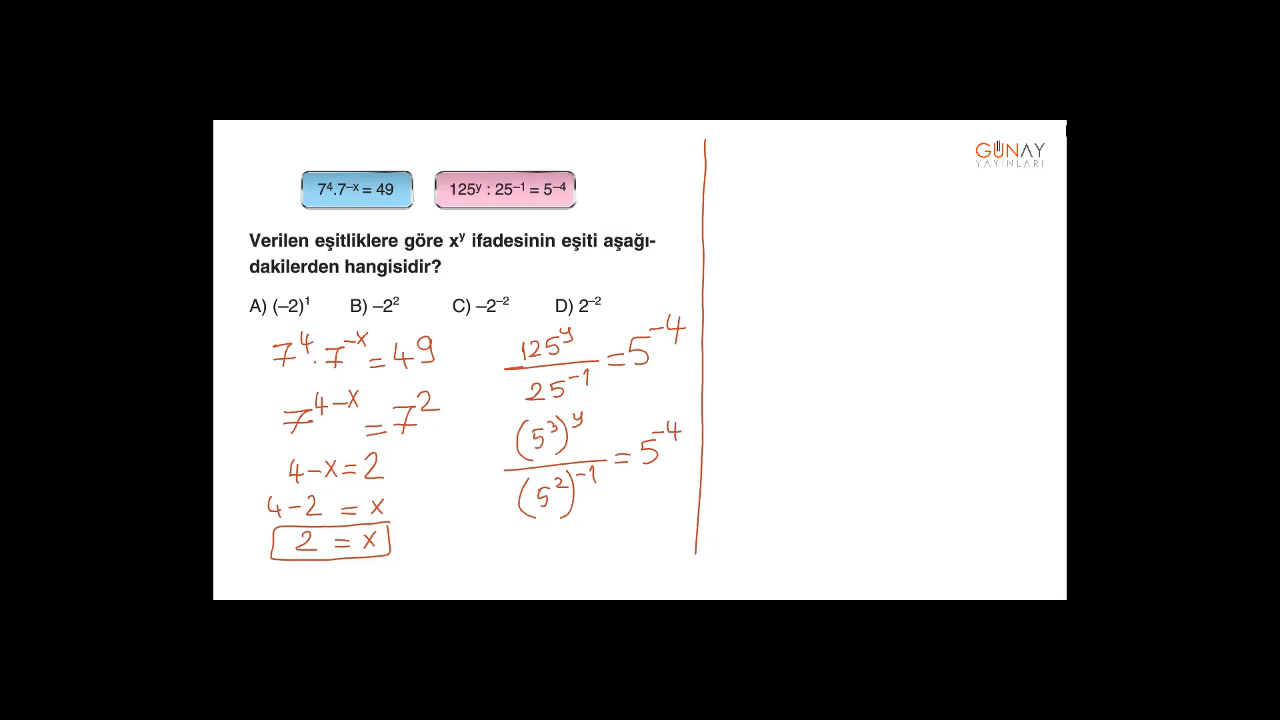 GÜNAY
YAYINLARI
7⁴.7⁻ˣ = 49
125ʸ : 25⁻¹ = 5⁻⁴
Verilen eşitliklere göre xʸ ifadesinin eşiti aşağı-
dakilerden hangisidir?
A) (–2)¹ B) –2² C) –2⁻² D) 2⁻²
7⁴ . 7⁻ˣ = 49
7⁴⁻ˣ = 7²
4 – x = 2
4 – 2 = x
2 = x
125ʸ / 25⁻¹ = 5⁻⁴
(5³)ʸ / (5²)⁻¹ = 5⁻⁴